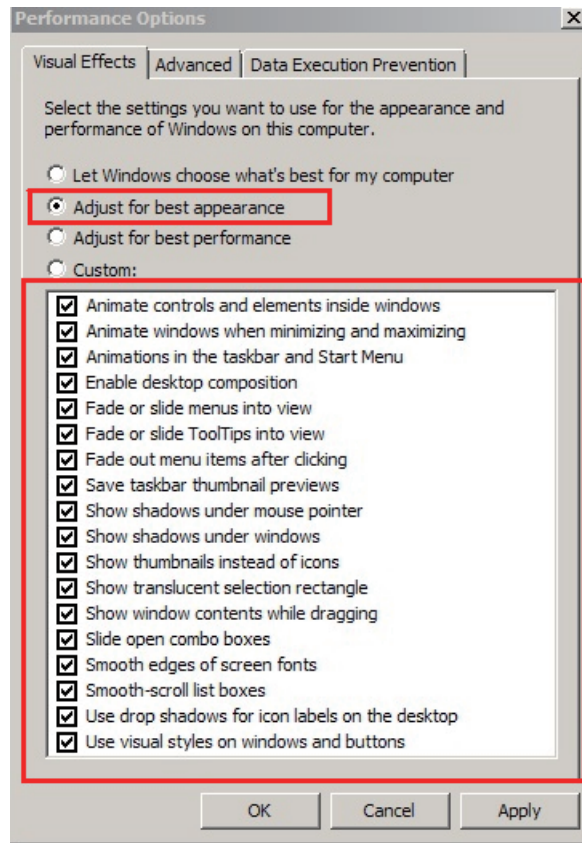 Performance Options
Visual Effects Advanced Data Execution Prevention
Select the settings you want to use for the appearance and
performance of Windows on this computer.
Let Windows choose what's best for my computer
Adjust for best appearance
Adjust for best performance
Custom:
Animate controls and elements inside windows
Animate windows when minimizing and maximizing
Animations in the taskbar and Start Menu
Enable desktop composition
Fade or slide menus into view
Fade or slide ToolTips into view
Fade out menu items after clicking
Save taskbar thumbnail previews
Show shadows under mouse pointer
Show shadows under windows
Show thumbnails instead of icons
Show translucent selection rectangle
Show window contents while dragging
Slide open combo boxes
Smooth edges of screen fonts
Smooth-scroll list boxes
Use drop shadows for icon labels on the desktop
Use visual styles on windows and buttons
OK Cancel Apply